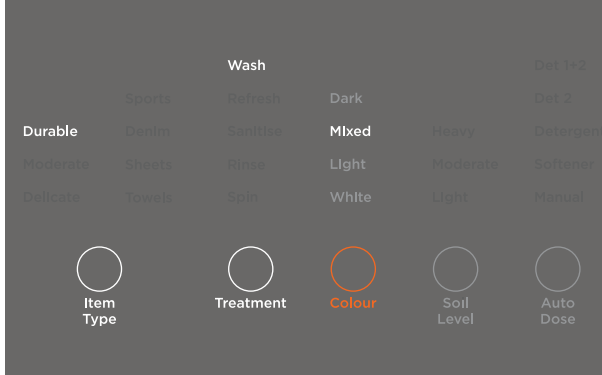 Wash
Det 1+2
Sports Refresh Dark Det 2
Durable Denim Sanitise Mixed Heavy Detergent
Moderate Sheets Rinse Light Moderate Softener
Delicate Towels Spin White Light Manual
Item Type
Treatment
Colour
Soil Level
Auto Dose